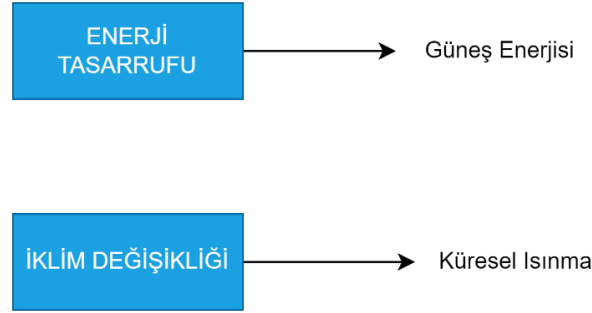 ENERJİ
TASARRUFU
Güneş Enerjisi
İKLİM DEĞİŞİKLİĞİ
Küresel Isınma